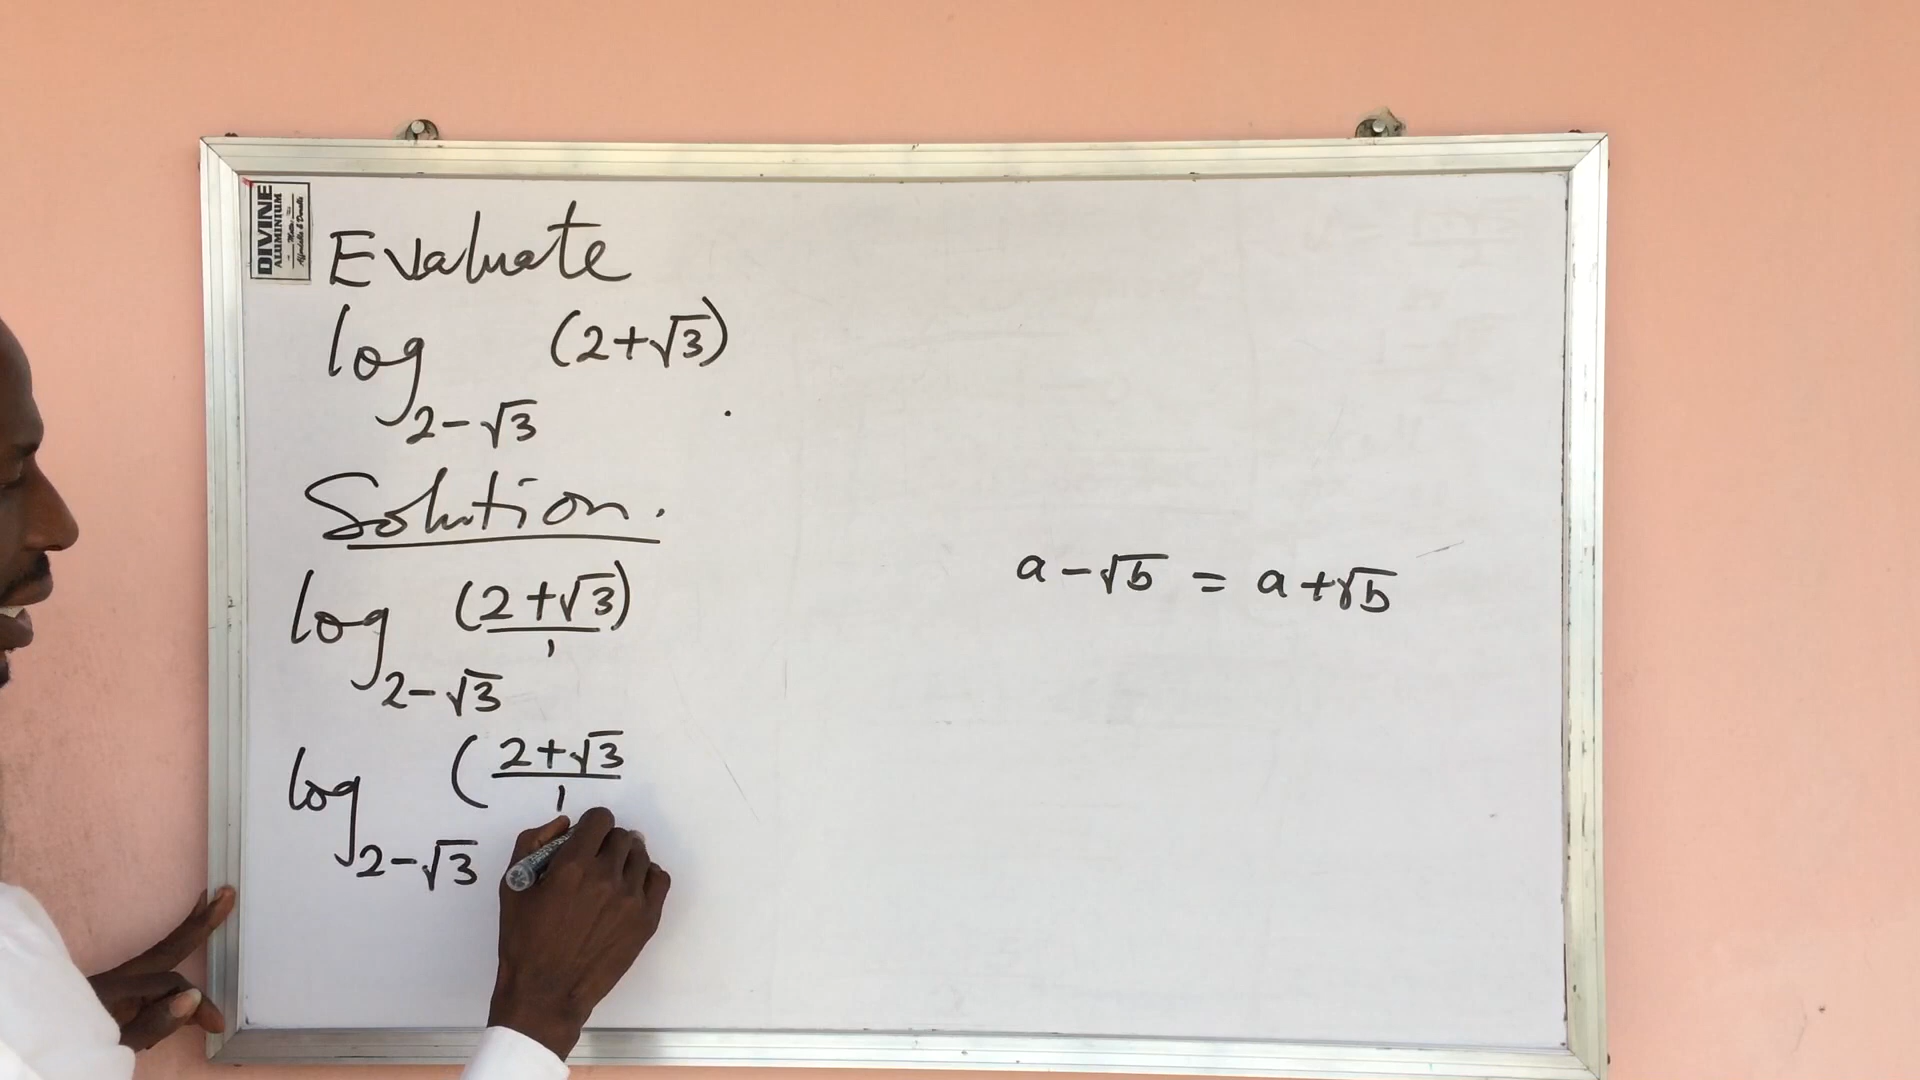 DIVINE
ALUMINIUM
Evaluate
log (2+√3)
2-√3
Solution.
log (2+√3)
1
2-√3
log (2+√3
1
2-√3
a-√b = a+√b